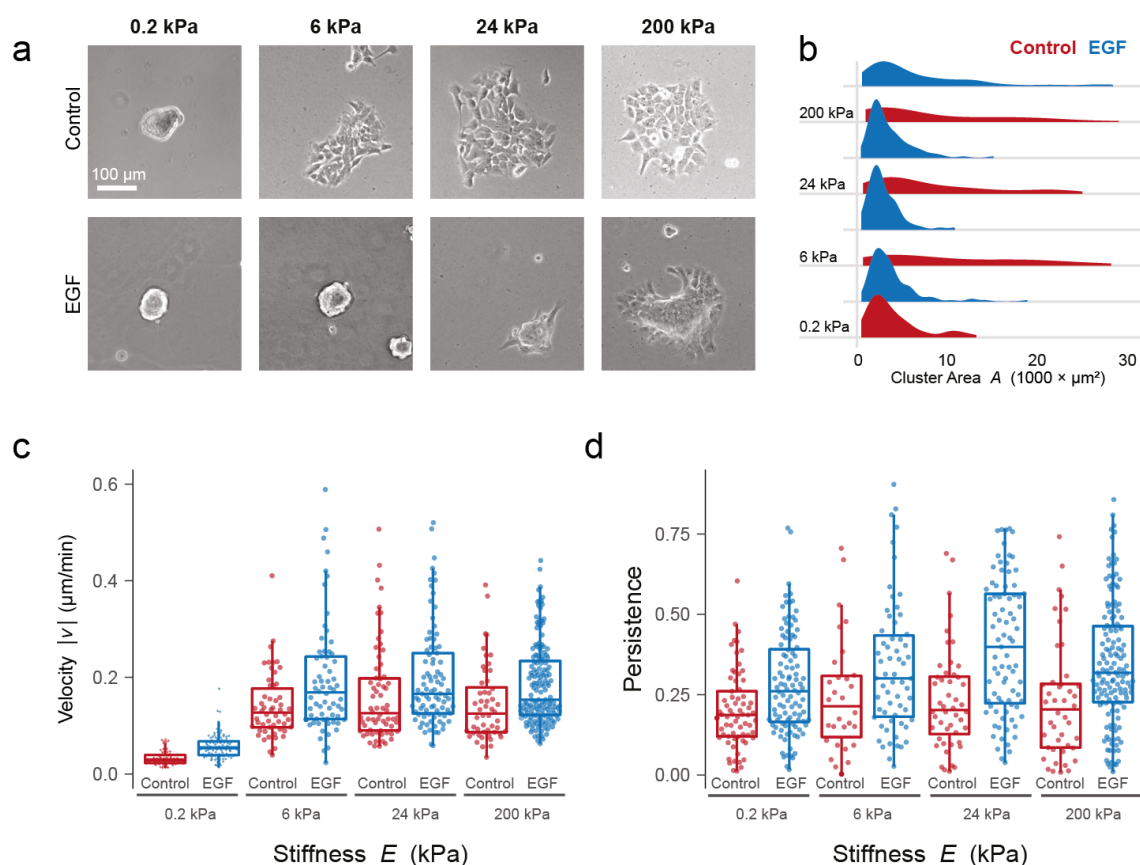 a
0.2 kPa 6 kPa 24 kPa 200 kPa
Control
100 µm
EGF
b
Control EGF
200 kPa
24 kPa
6 kPa
0.2 kPa
0 10 20 30
Cluster Area A (1000 × µm²)
c
Velocity |v| (µm/min)
0.6
0.4
0.2
0.0
Control EGF Control EGF Control EGF Control EGF
0.2 kPa 6 kPa 24 kPa 200 kPa
Stiffness E (kPa)
d
Persistence
0.75
0.50
0.25
0.00
Control EGF Control EGF Control EGF Control EGF
0.2 kPa 6 kPa 24 kPa 200 kPa
Stiffness E (kPa)